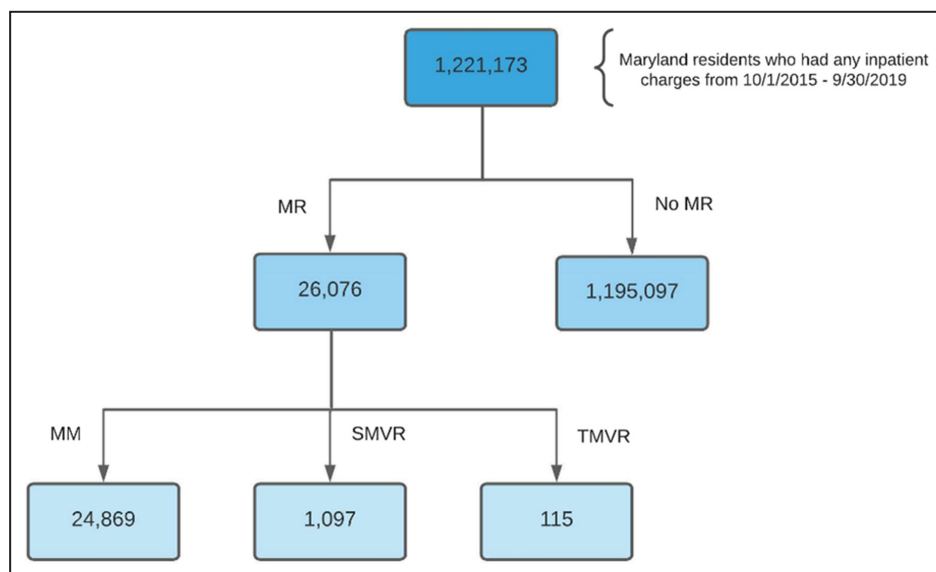 1,221,173
Maryland residents who had any inpatient
charges from 10/1/2015 - 9/30/2019
MR
No MR
26,076
1,195,097
MM
SMVR
TMVR
24,869
1,097
115